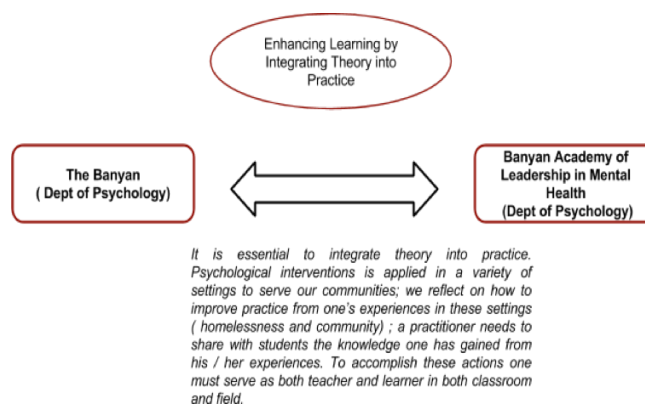 Enhancing Learning by
Integrating Theory into
Practice
The Banyan
( Dept of Psychology)
Banyan Academy of
Leadership in Mental
Health
(Dept of Psychology)
It is essential to integrate theory into practice.
Psychological interventions is applied in a variety of
settings to serve our communities; we reflect on how to
improve practice from one's experiences in these settings
( homelessness and community) ; a practitioner needs to
share with students the knowledge one has gained from
his / her experiences. To accomplish these actions one
must serve as both teacher and learner in both classroom
and field.